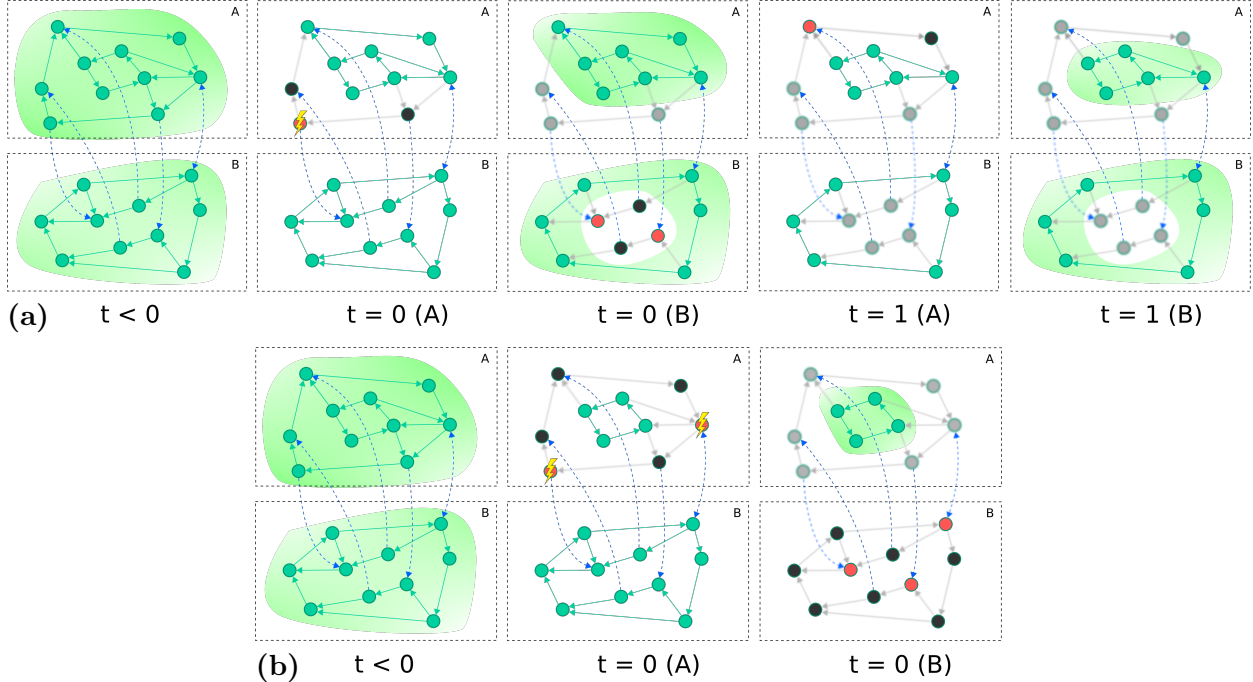 A A A A A
B B B B B
(a) t < 0 t = 0 (A) t = 0 (B) t = 1 (A) t = 1 (B)
A A A
B B B
(b) t < 0 t = 0 (A) t = 0 (B)